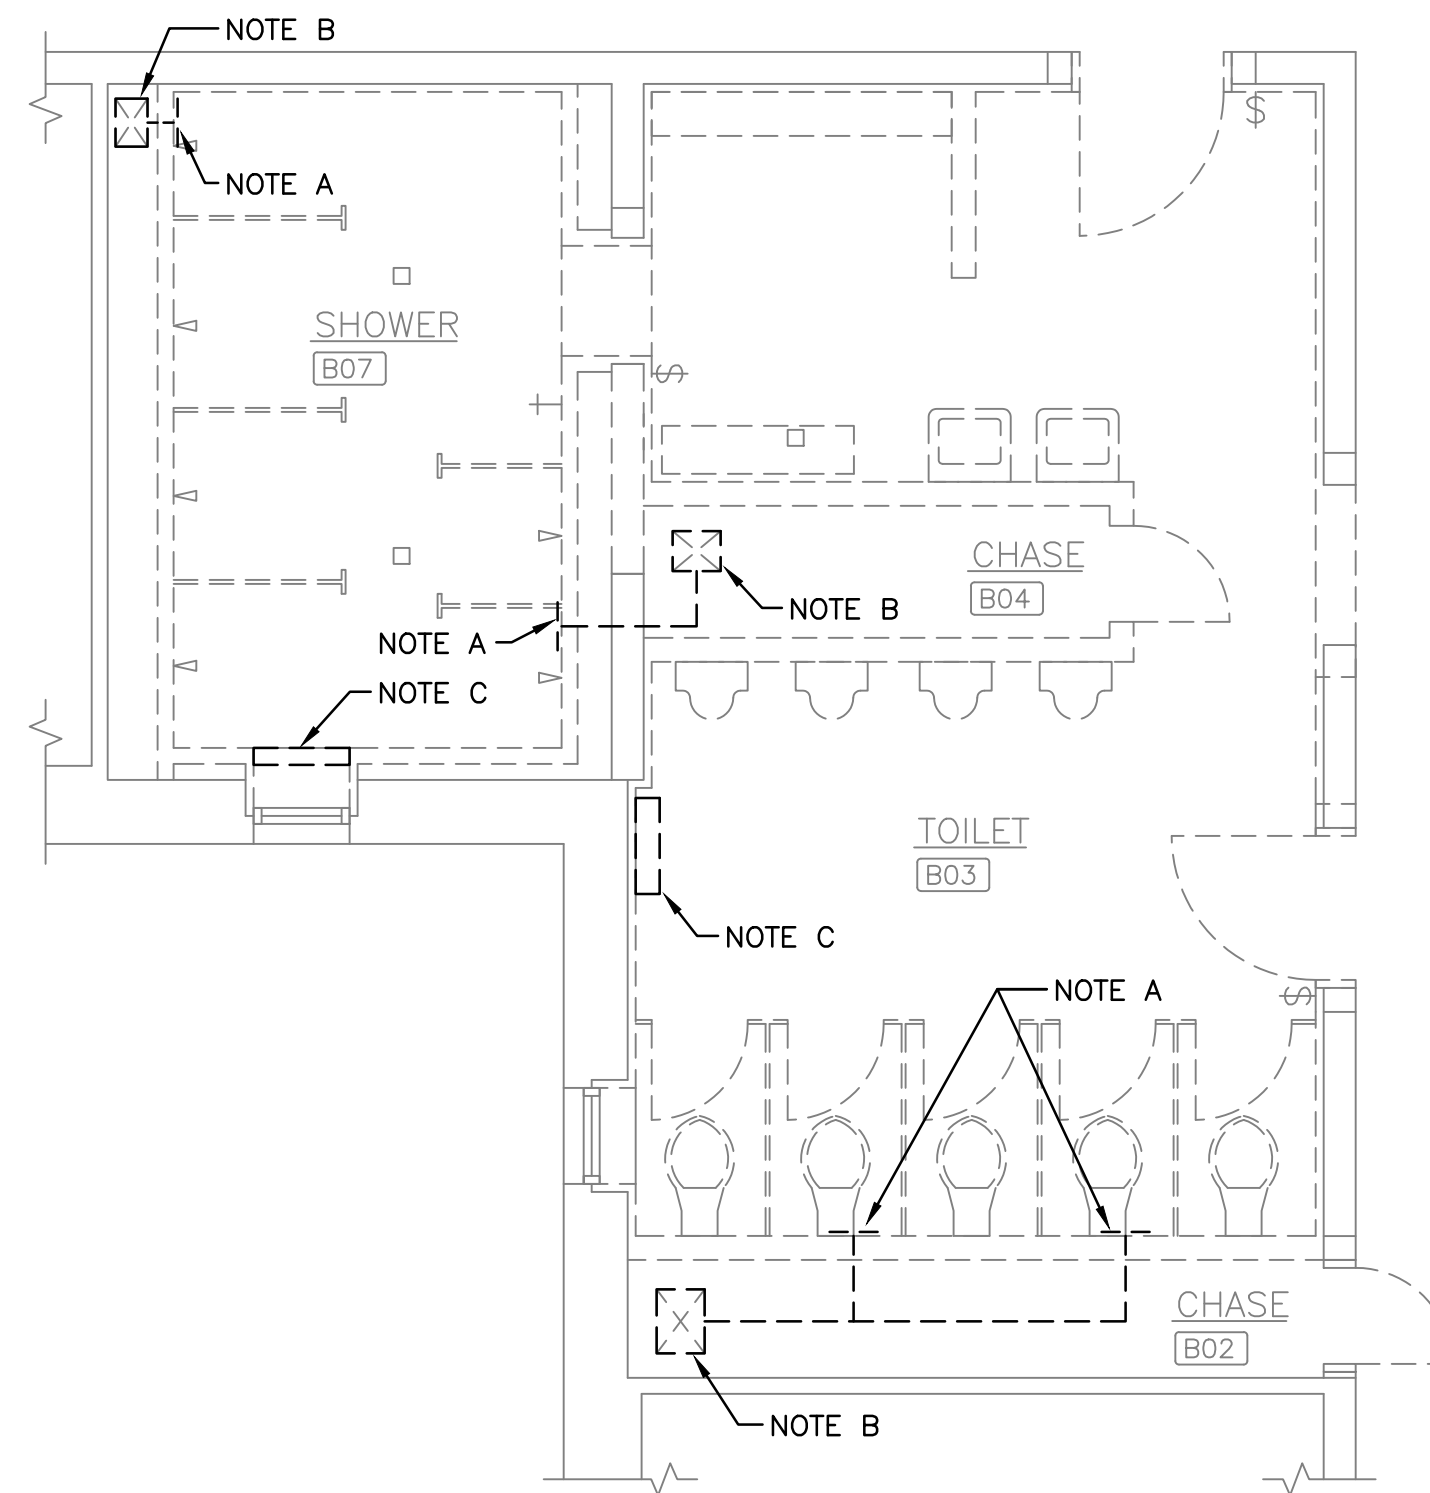 NOTE B
$
NOTE A
SHOWER
B07
$
CHASE
B04
NOTE B
NOTE A
NOTE C
TOILET
B03
NOTE C
NOTE A
$
CHASE
B02
NOTE B